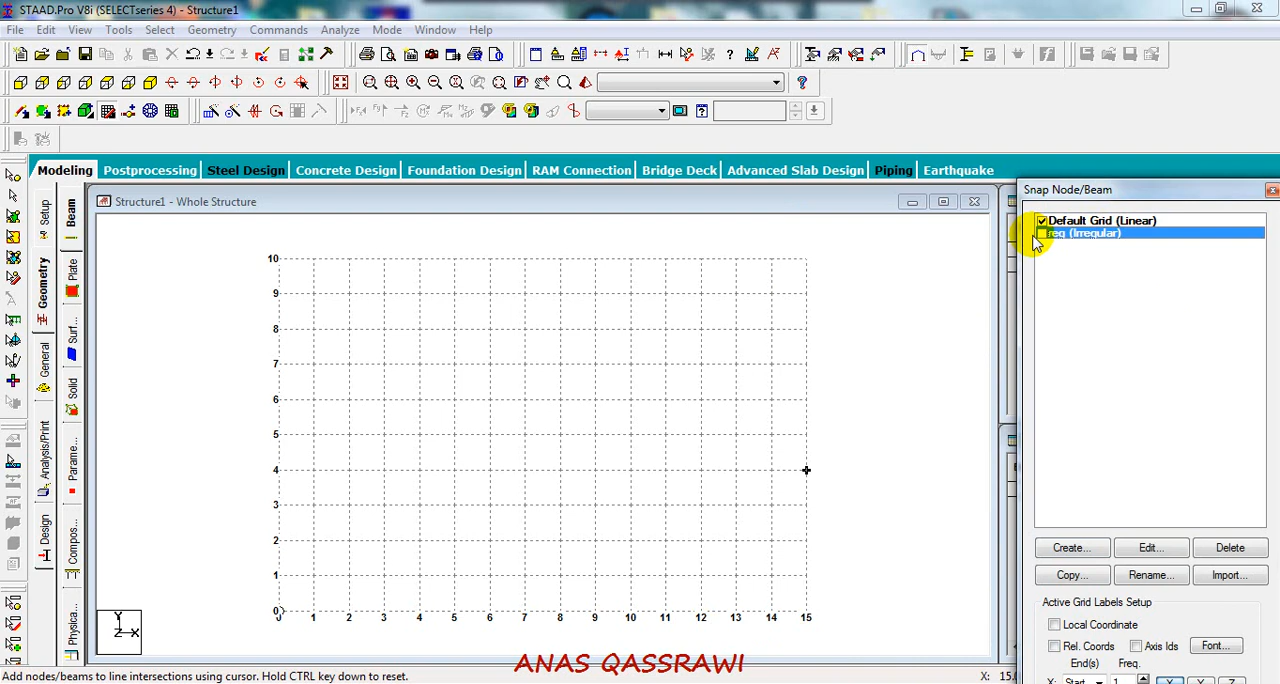 STAAD.Pro V8i (SELECTseries 4) - Structure1
File Edit View Tools Select Geometry Commands Analyze Mode Window Help
Modeling Postprocessing Steel Design Concrete Design Foundation Design RAM Connection Bridge Deck Advanced Slab Design Piping Earthquake
Setup
Geometry
General
Analysis/Print
Design
Beam
Plate
Surf...
Solid
Parame...
Compos...
Physica...
Structure1 - Whole Structure
10
9
8
7
6
5
4
3
2
1
0
0 1 2 3 4 5 6 7 8 9 10 11 12 13 14 15
Y
Z X
Snap Node/Beam
Default Grid (Linear)
reg (Irregular)
Create... Edit... Delete
Copy... Rename... Import...
Active Grid Labels Setup
Local Coordinate
Rel. Coords Axis Ids Font...
End(s) Freq.
X: Start 1 X Y Z
ANAS QASSRAWI
Add nodes/beams to line intersections using cursor. Hold CTRL key down to reset. X: 15,0